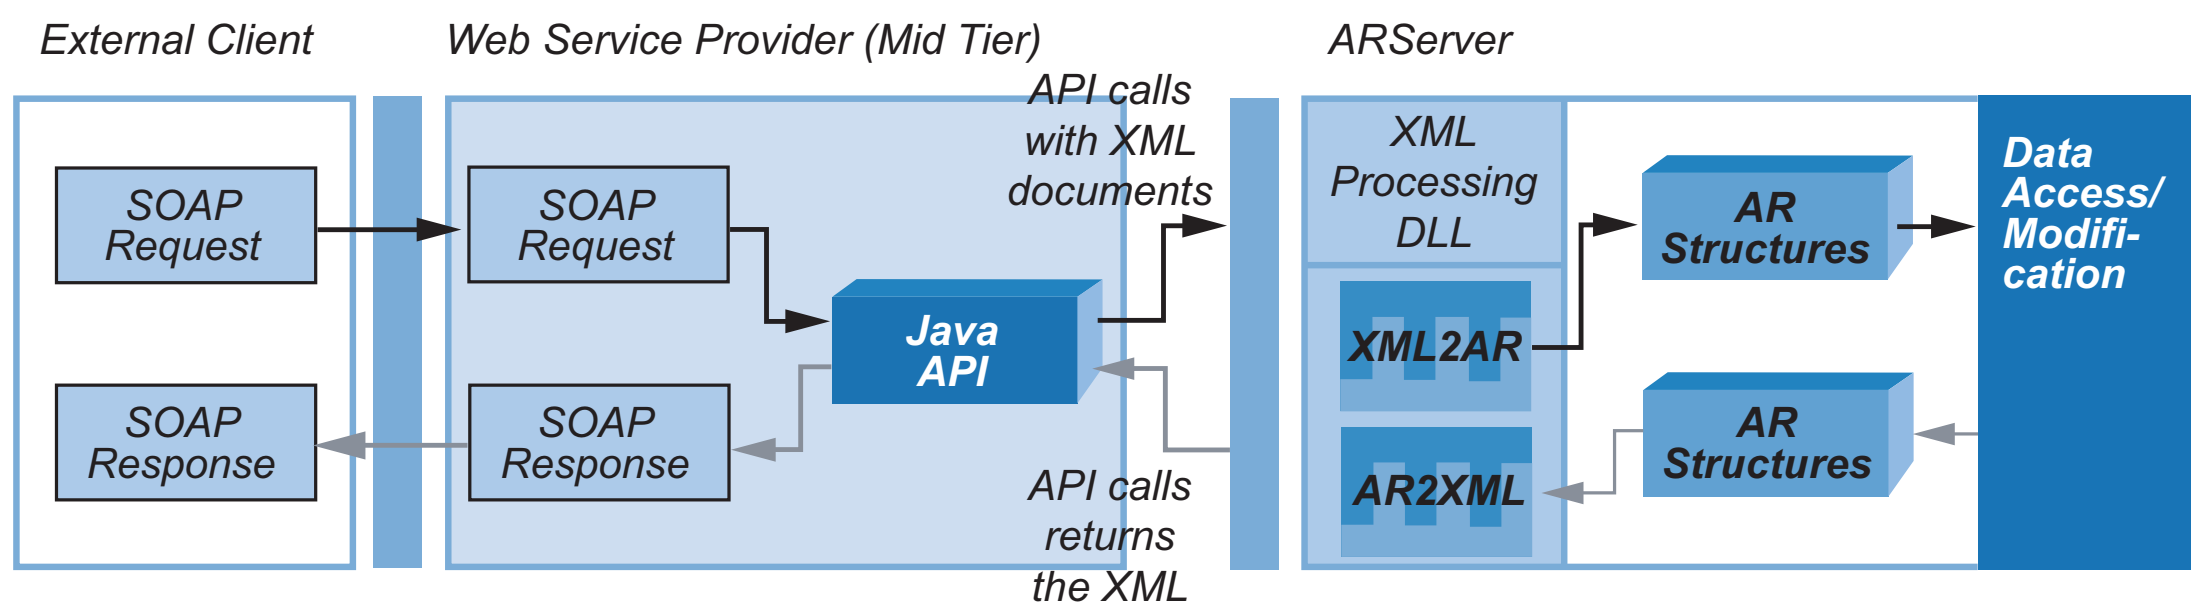 External Client
Web Service Provider (Mid Tier)
ARServer
SOAP
Request
SOAP
Response
SOAP
Request
SOAP
Response
Java
API
API calls
with XML
documents
API calls
returns
the XML
XML
Processing
DLL
XML2AR
AR2XML
AR
Structures
AR
Structures
Data
Access/
Modifi-
cation